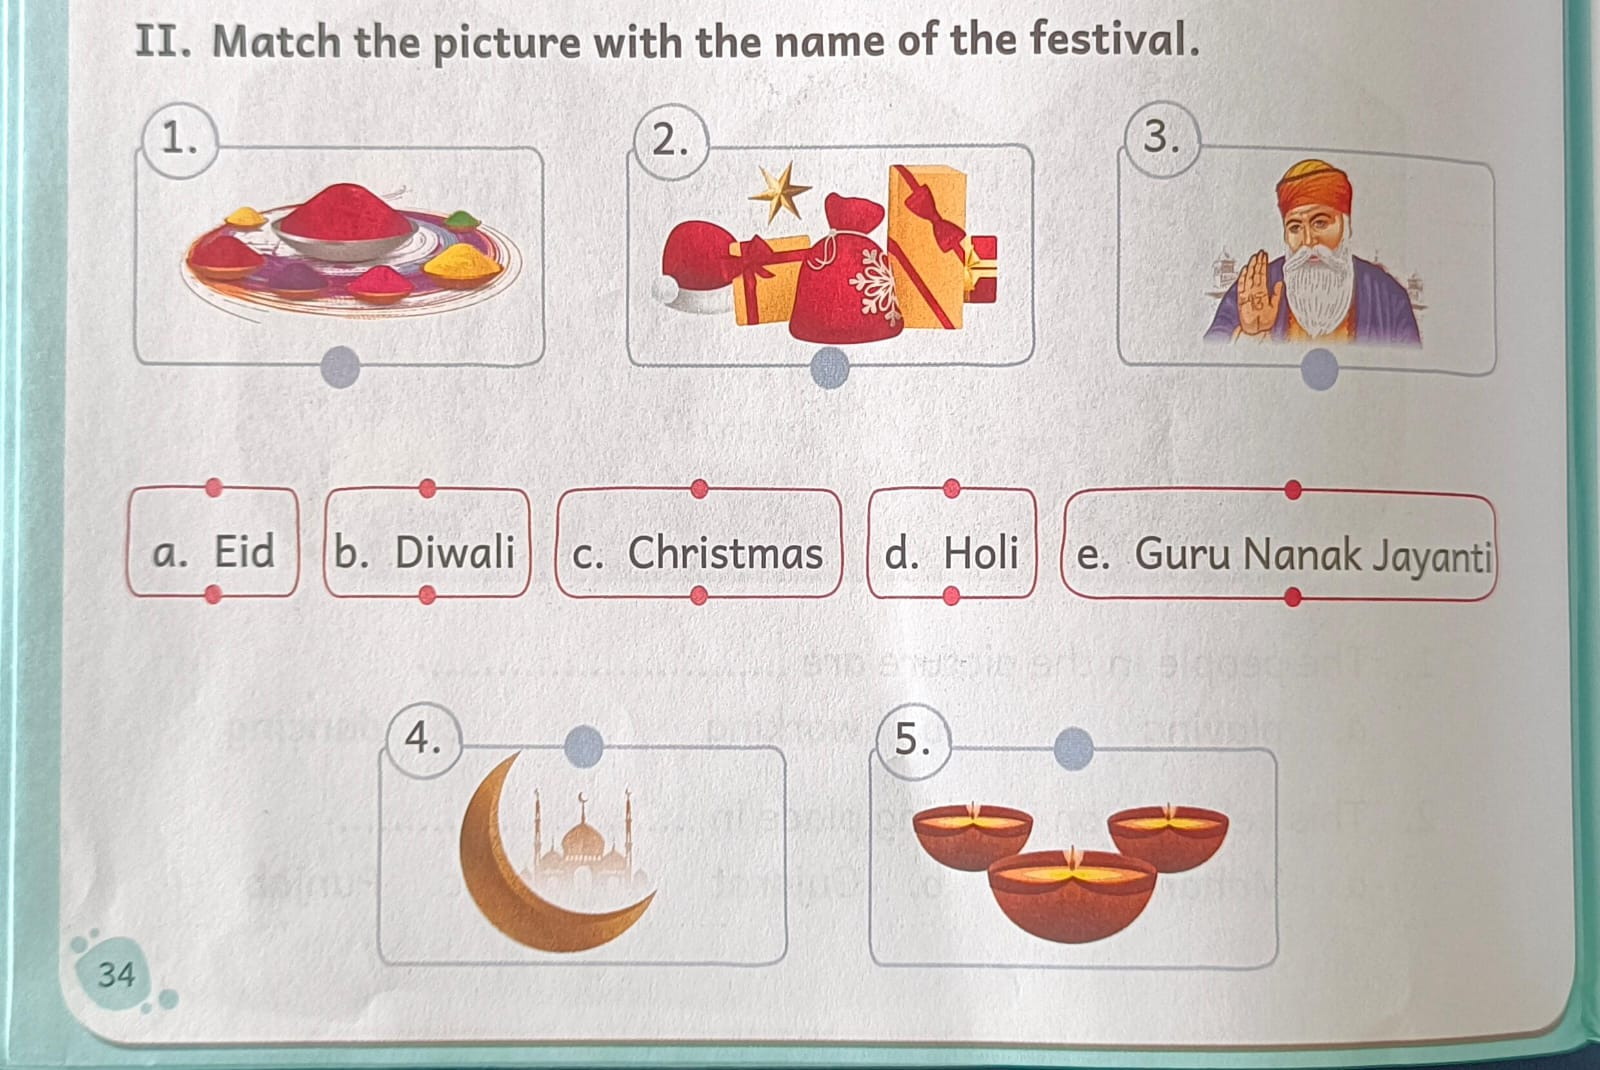 II. Match the picture with the name of the festival.
1.
2.
3.
a. Eid
b. Diwali
c. Christmas
d. Holi
e. Guru Nanak Jayanti
4.
5.
34